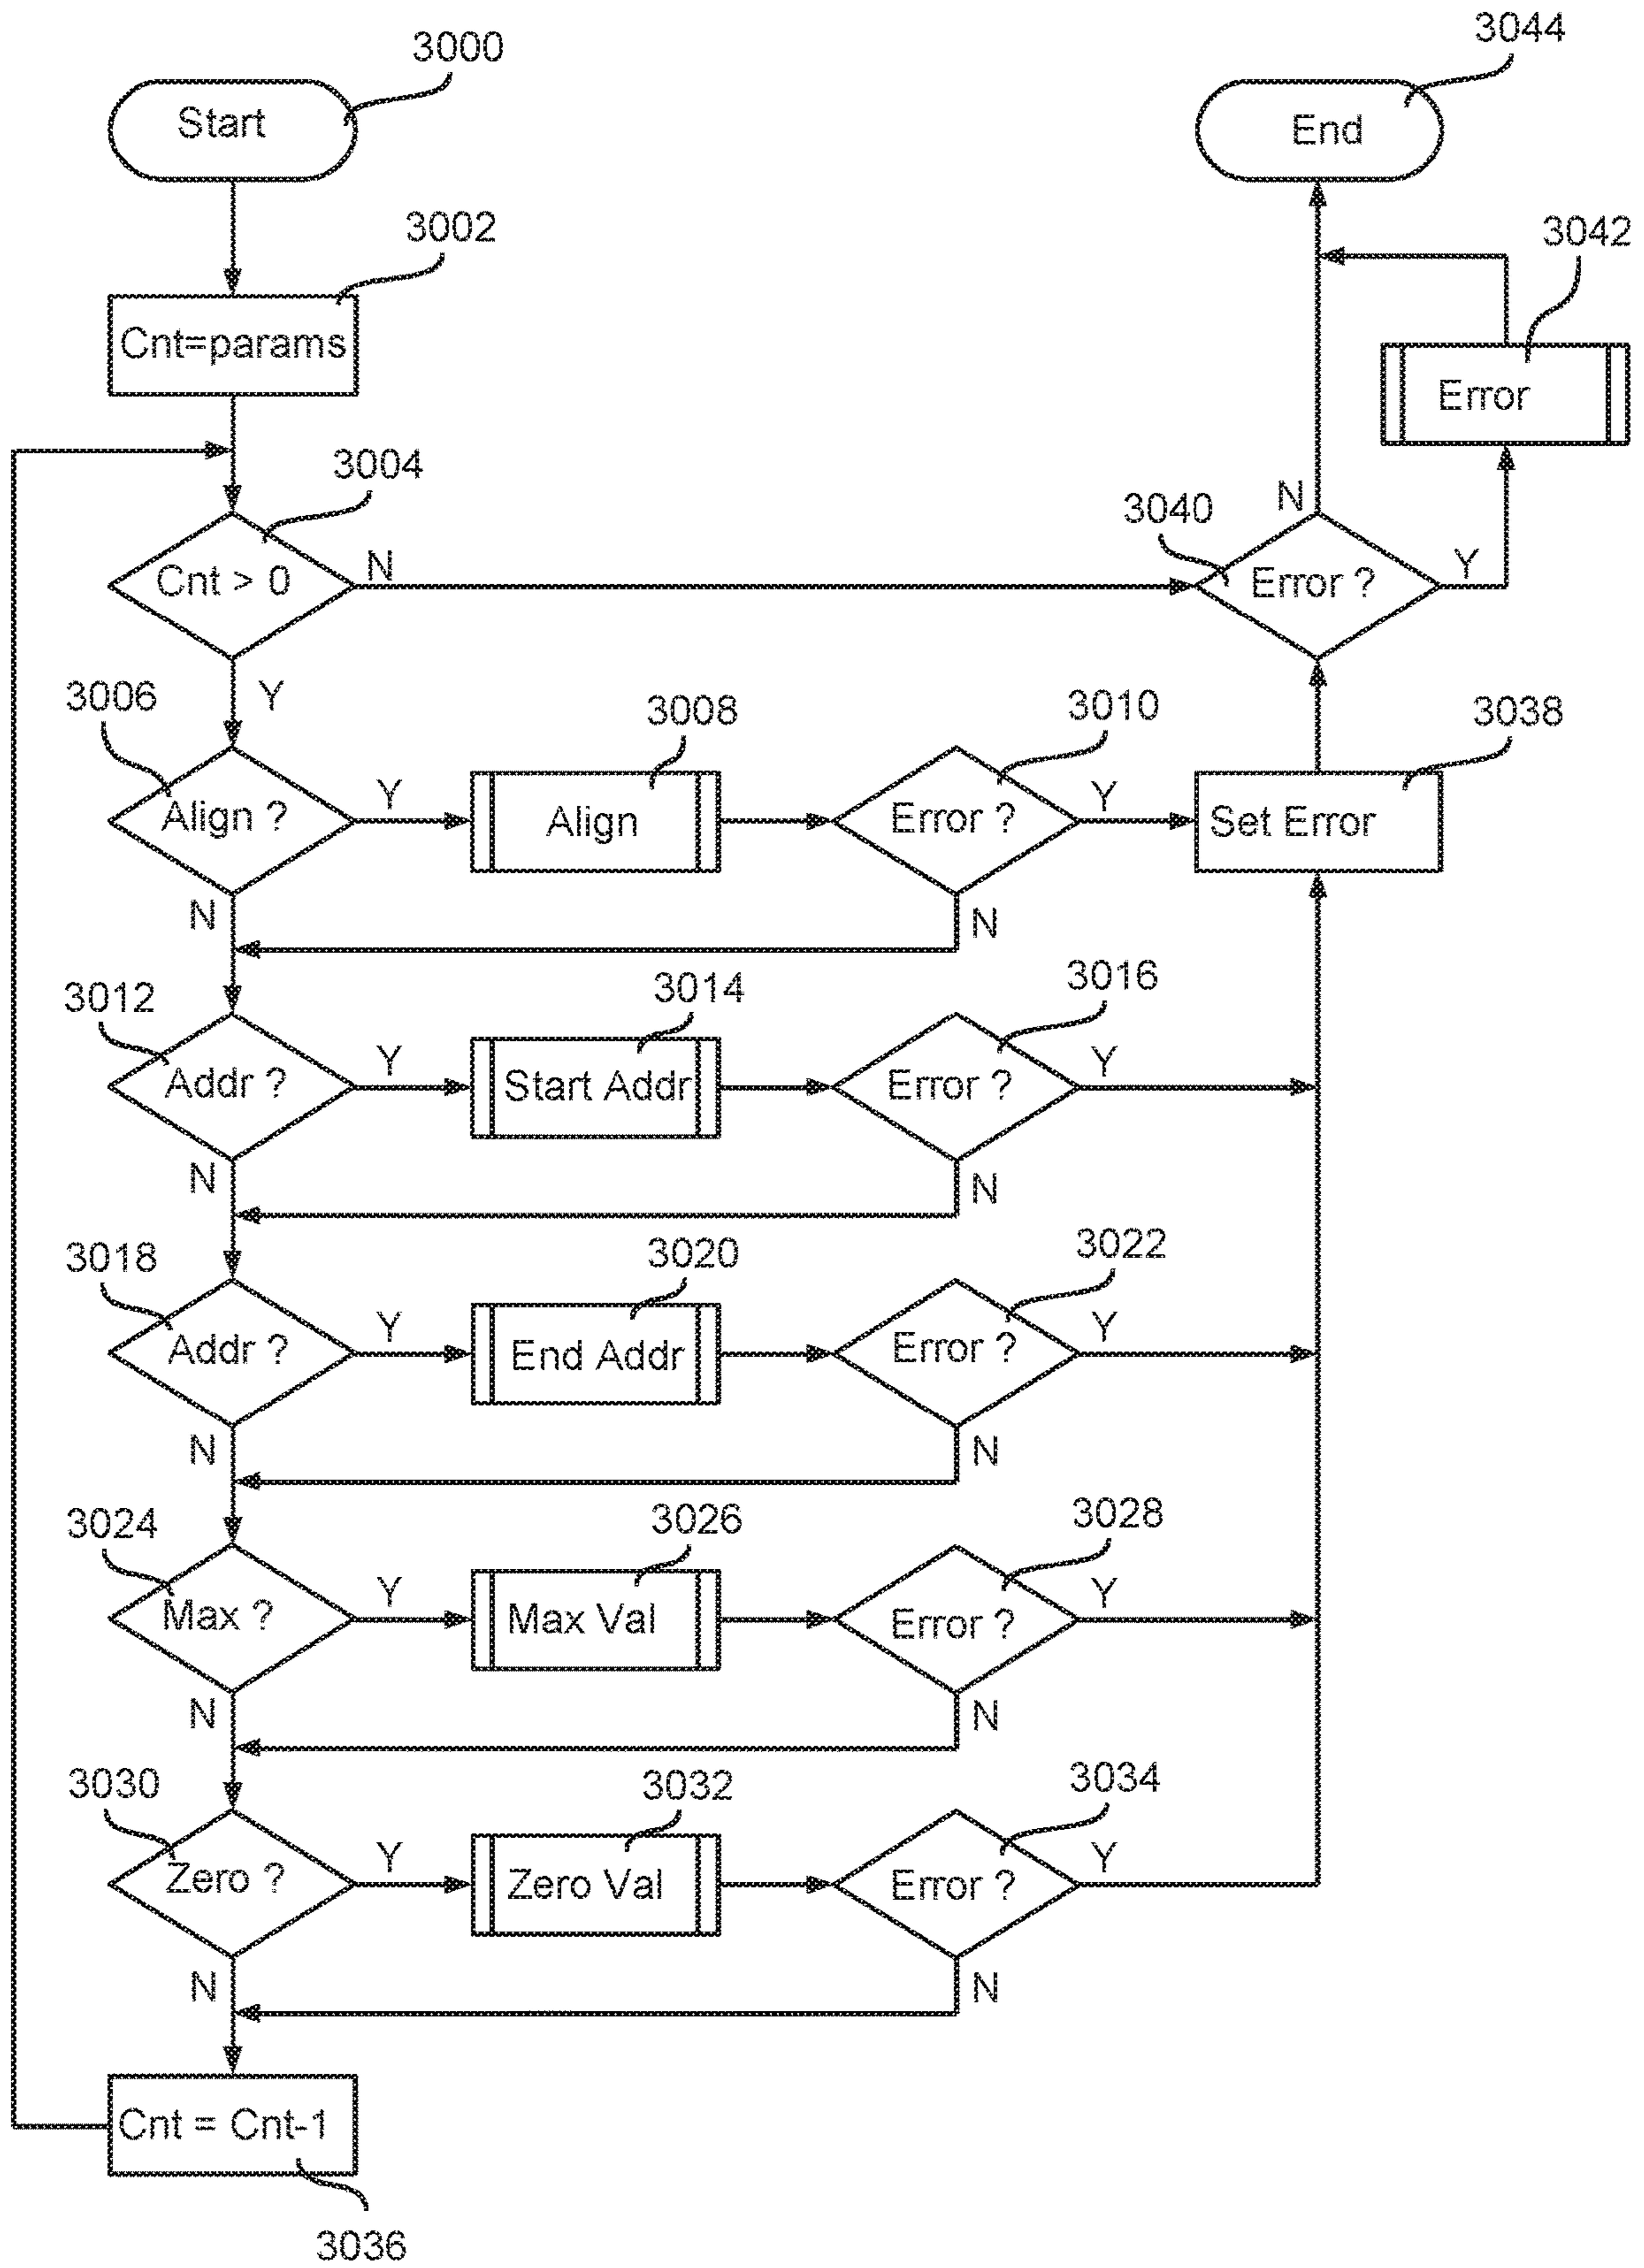 3000
Start
3044
End
3002
Cnt=params
3042
Error
3004
Cnt > 0
N
3040
Error ?
N
Y
Y
3006
Align ?
Y
3008
Align
3010
Error ?
Y
3038
Set Error
N
N
3012
Addr ?
Y
3014
Start Addr
3016
Error ?
Y
N
N
3018
Addr ?
Y
3020
End Addr
3022
Error ?
Y
N
N
3024
Max ?
Y
3026
Max Val
3028
Error ?
Y
N
N
3030
Zero ?
Y
3032
Zero Val
3034
Error ?
Y
N
N
Cnt = Cnt-1
3036